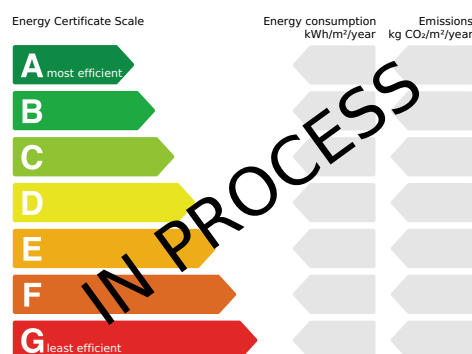 Energy Certificate Scale
Energy consumption
kWh/m²/year
Emissions
kg CO₂/m²/year
A most efficient
B
C
D
E
F
G least efficient
IN PROCESS